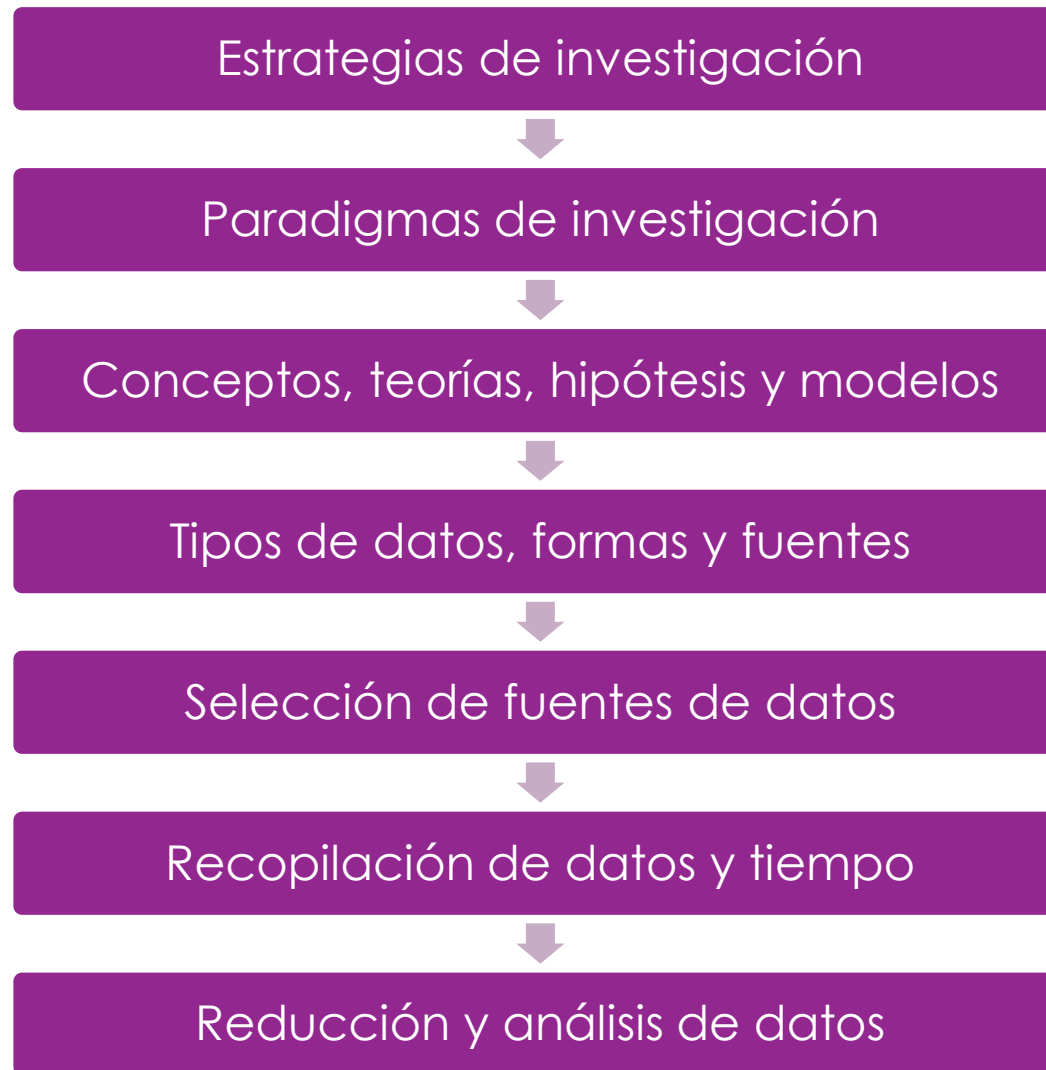 Estrategias de investigación
Paradigmas de investigación
Conceptos, teorías, hipótesis y modelos
Tipos de datos, formas y fuentes
Selección de fuentes de datos
Recopilación de datos y tiempo
Reducción y análisis de datos